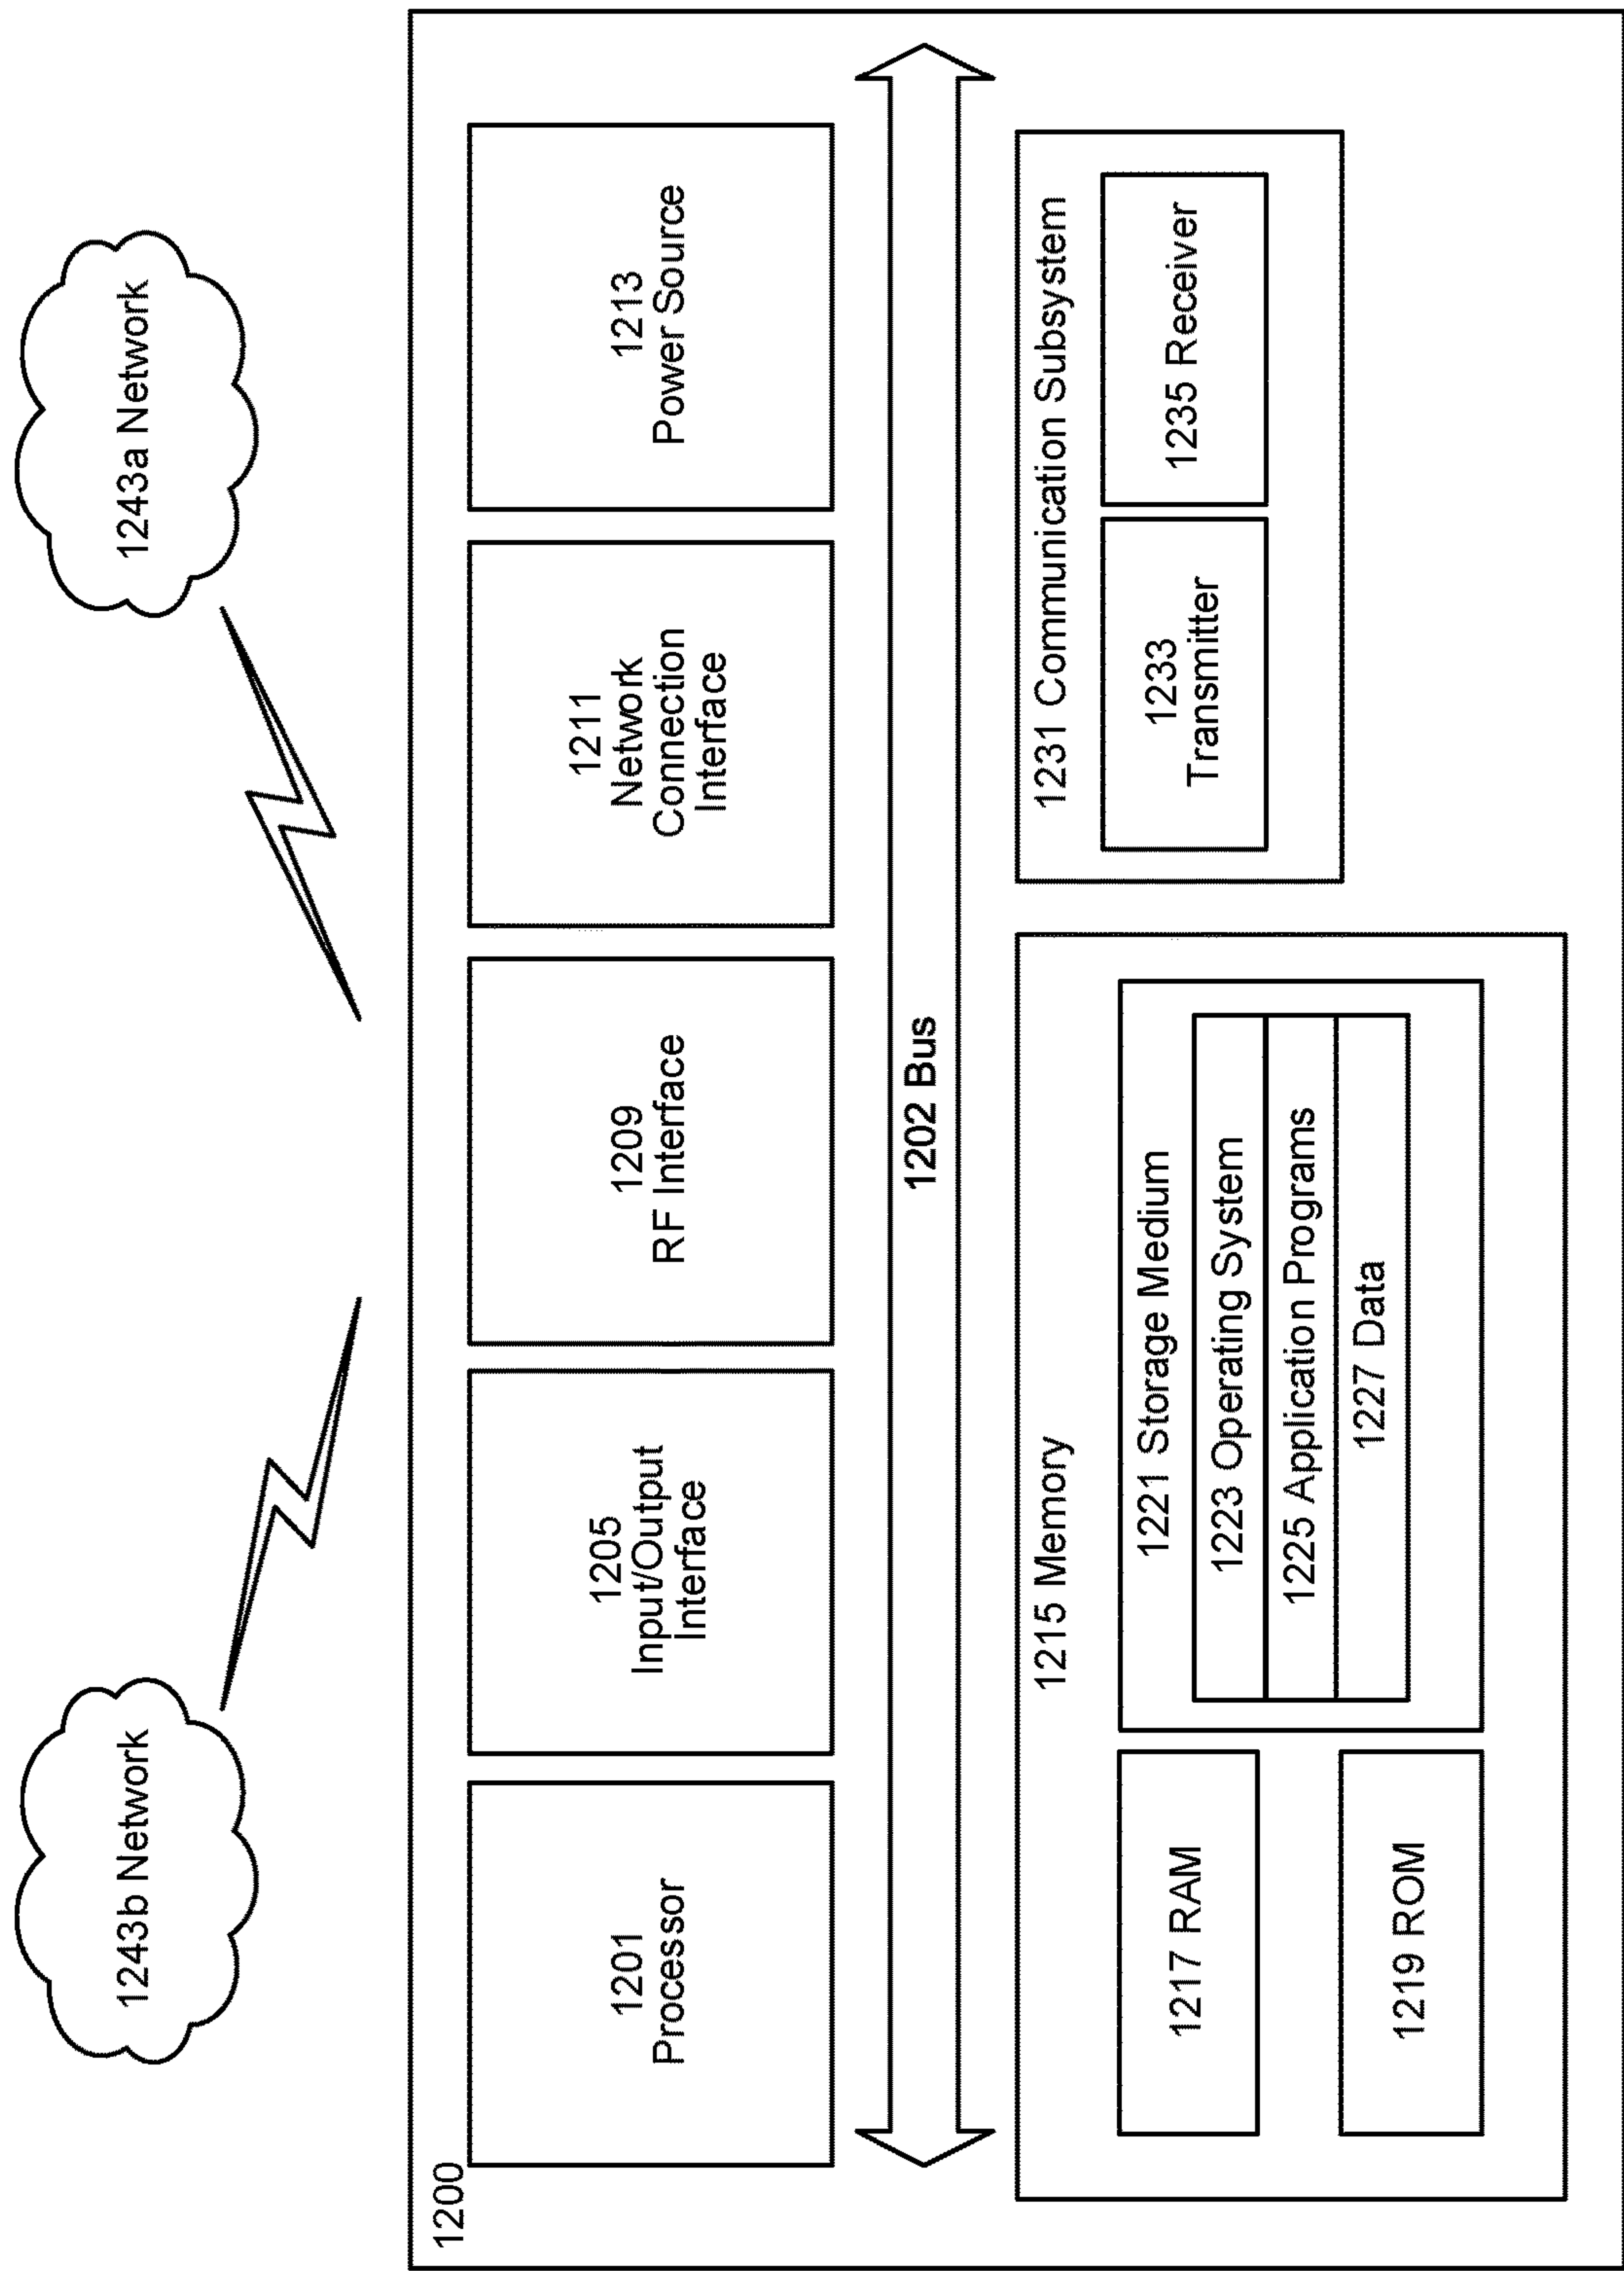 1243b Network
1243a Network
1200
1201
Processor
1205
Input/Output
Interface
1209
RF Interface
1211
Network
Connection
Interface
1213
Power Source
1202 Bus
1215 Memory
1217 RAM
1219 ROM
1221 Storage Medium
1223 Operating System
1225 Application Programs
1227 Data
1231 Communication Subsystem
1233
Transmitter
1235 Receiver